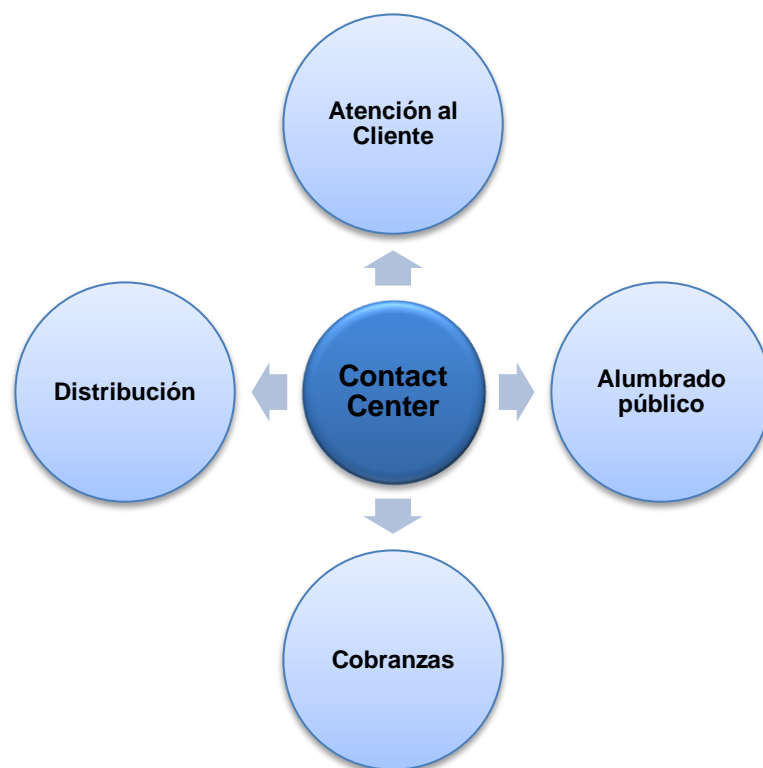 Atención al
Cliente
Distribución
Contact
Center
Alumbrado
público
Cobranzas